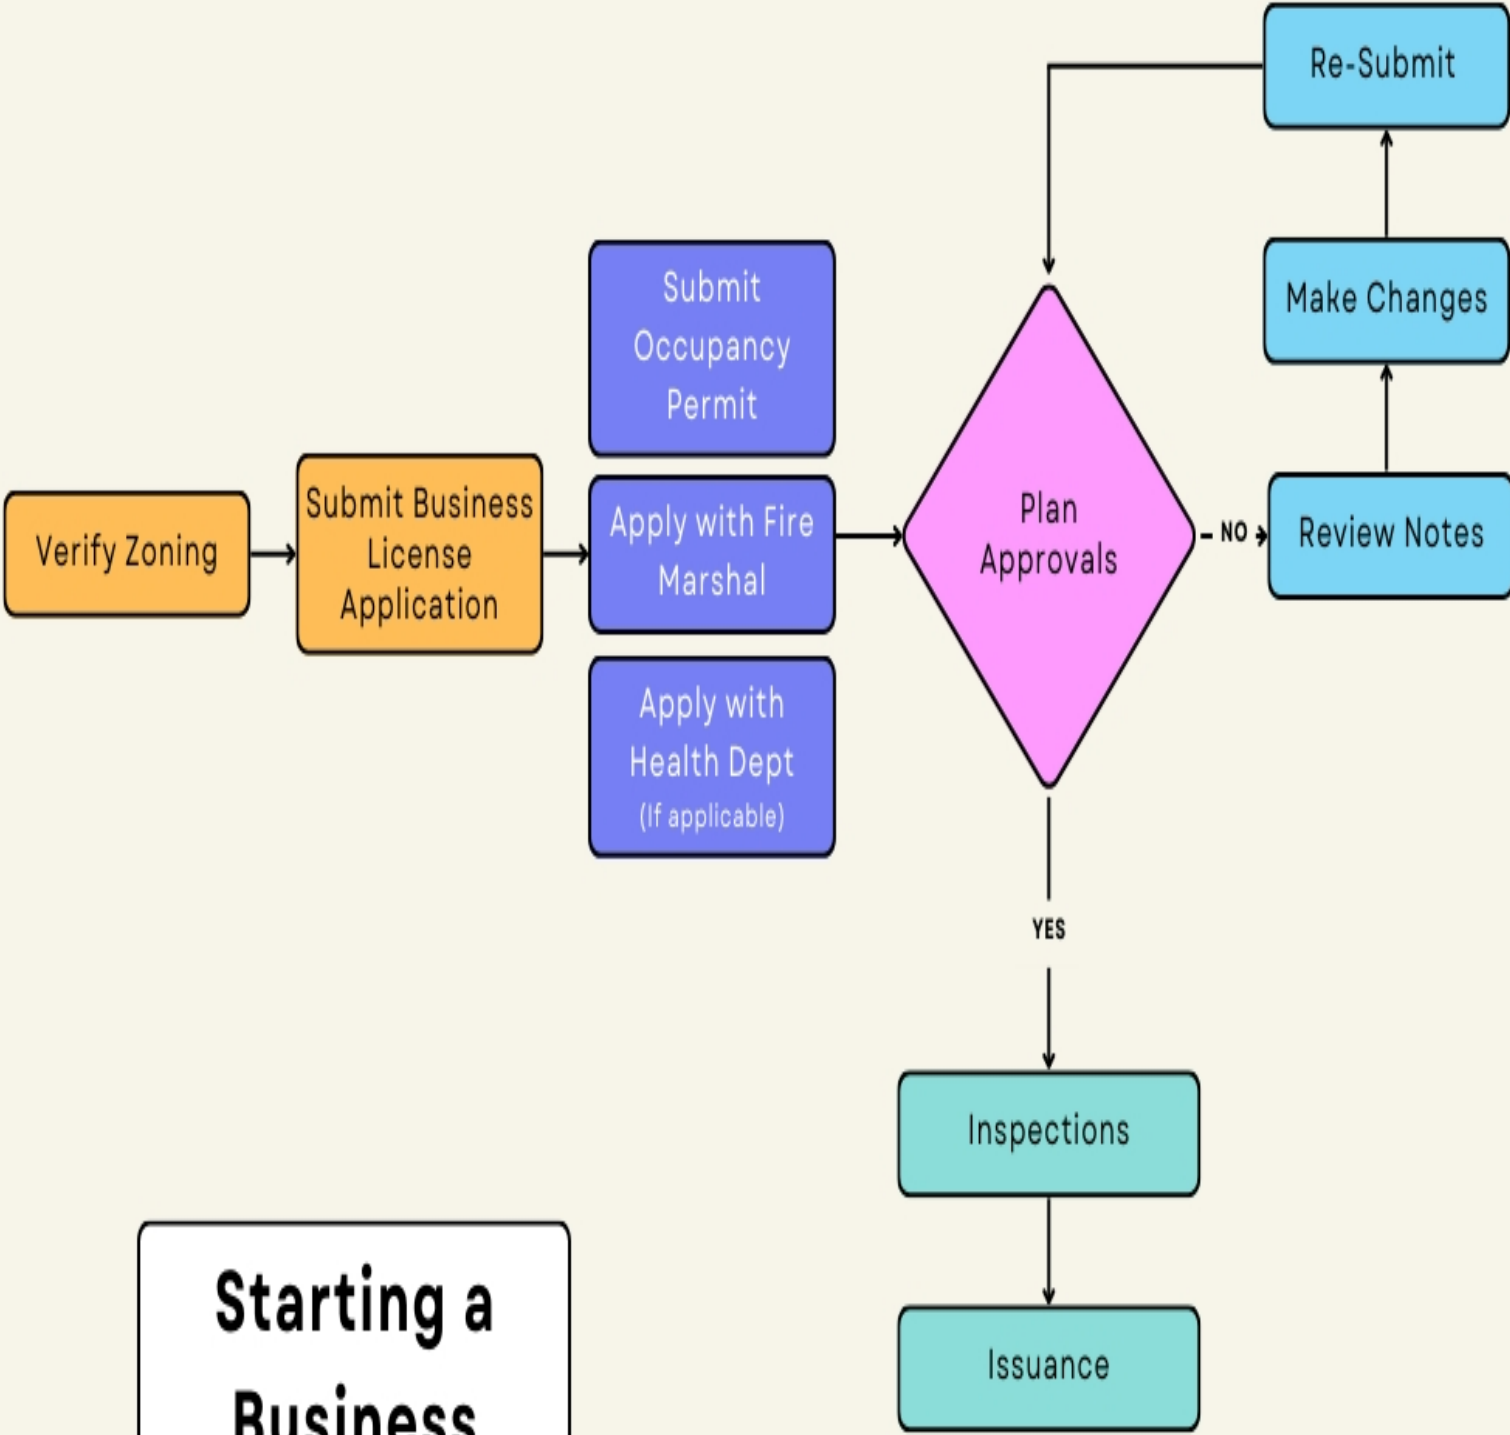 Re-Submit
Make Changes
Submit
Occupancy
Permit
Verify Zoning
Submit Business
License
Application
Apply with Fire
Marshal
Plan
Approvals
- NO
Review Notes
Apply with
Health Dept
(If applicable)
YES
Inspections
Issuance
Starting a
Business